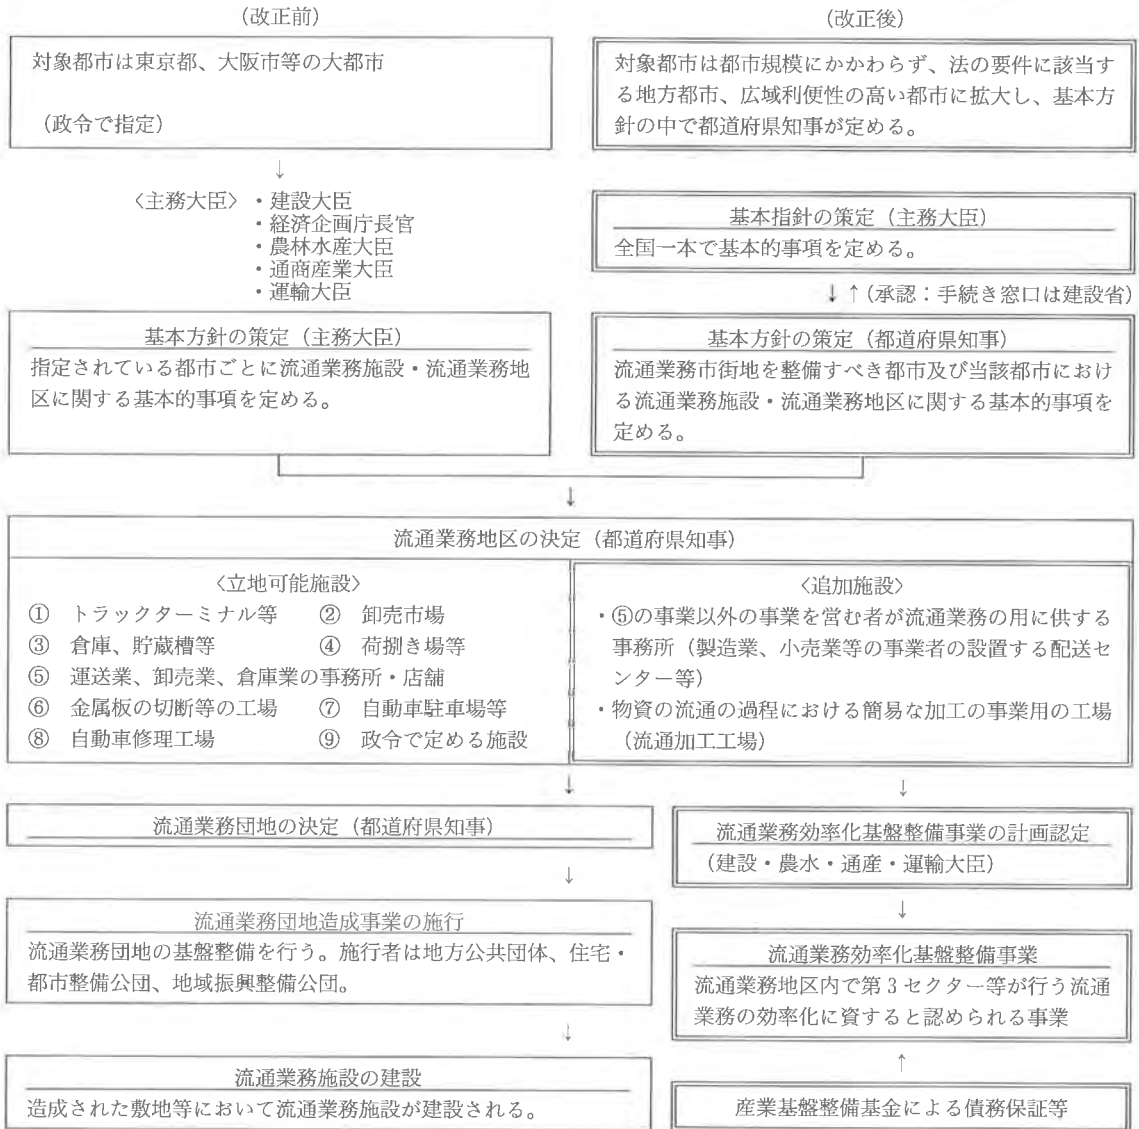 (改正前)
対象都市は東京都、大阪市等の大都市
(政令で指定)
↓
〈主務大臣〉・建設大臣
・経済企画庁長官
・農林水産大臣
・通商産業大臣
・運輸大臣
基本方針の策定(主務大臣)
指定されている都市ごとに流通業務施設・流通業務地
区に関する基本的事項を定める。
(改正後)
対象都市は都市規模にかかわらず、法の要件に該当す
る地方都市、広域利便性の高い都市に拡大し、基本方
針の中で都道府県知事が定める。
基本指針の策定(主務大臣)
全国一本で基本的事項を定める。
↓↑(承認:手続き窓口は建設省)
基本方針の策定(都道府県知事)
流通業務市街地を整備すべき都市及び当該都市におけ
る流通業務施設・流通業務地区に関する基本的事項を
定める。
↓
流通業務地区の決定(都道府県知事)
〈立地可能施設〉
① トラックターミナル等 ② 卸売市場
③ 倉庫、貯蔵槽等 ④ 荷捌き場等
⑤ 運送業、卸売業、倉庫業の事務所・店舗
⑥ 金属板の切断等の工場 ⑦ 自動車駐車場等
⑧ 自動車修理工場 ⑨ 政令で定める施設
〈追加施設〉
・⑤の事業以外の事業を営む者が流通業務の用に供する
事務所(製造業、小売業等の事業者の設置する配送セ
ンター等)
・物資の流通の過程における簡易な加工の事業用の工場
(流通加工工場)
↓
流通業務団地の決定(都道府県知事)
↓
流通業務団地造成事業の施行
流通業務団地の基盤整備を行う。施行者は地方公共団体、住宅・
都市整備公団、地域振興整備公団。
↓
流通業務施設の建設
造成された敷地等において流通業務施設が建設される。
↓
流通業務効率化基盤整備事業の計画認定
(建設・農水・通産・運輸大臣)
↓
流通業務効率化基盤整備事業
流通業務地区内で第3セクター等が行う流通
業務の効率化に資すると認められる事業
↑
産業基盤整備基金による債務保証等